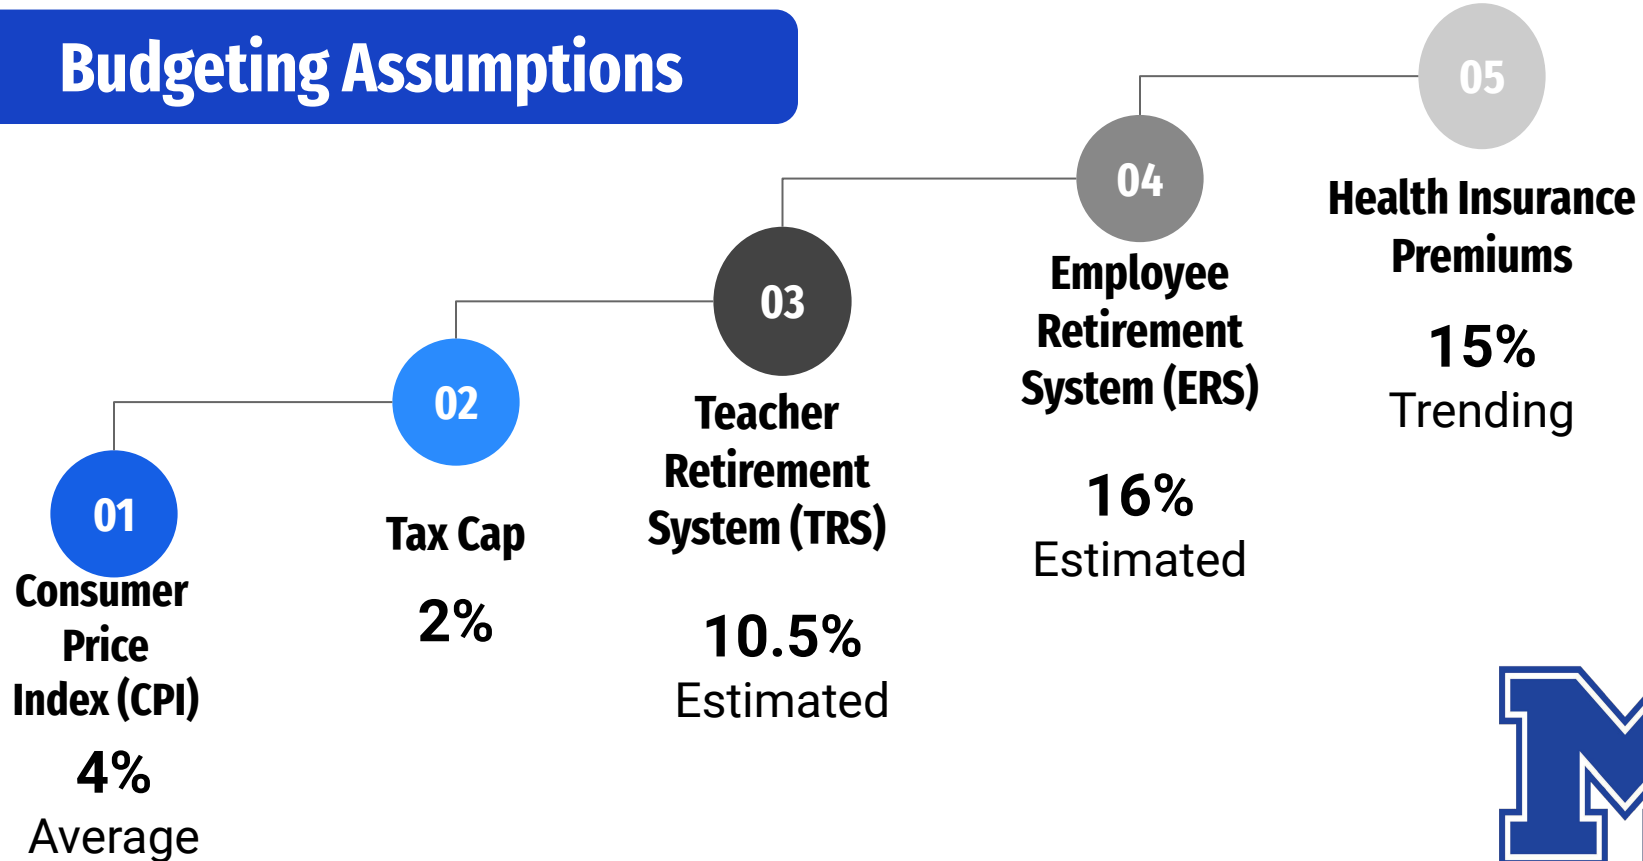 Budgeting Assumptions
01
Consumer
Price
Index (CPI)
4%
Average
02
Tax Cap
2%
03
Teacher
Retirement
System (TRS)
10.5%
Estimated
04
Employee
Retirement
System (ERS)
16%
Estimated
05
Health Insurance
Premiums
15%
Trending
M